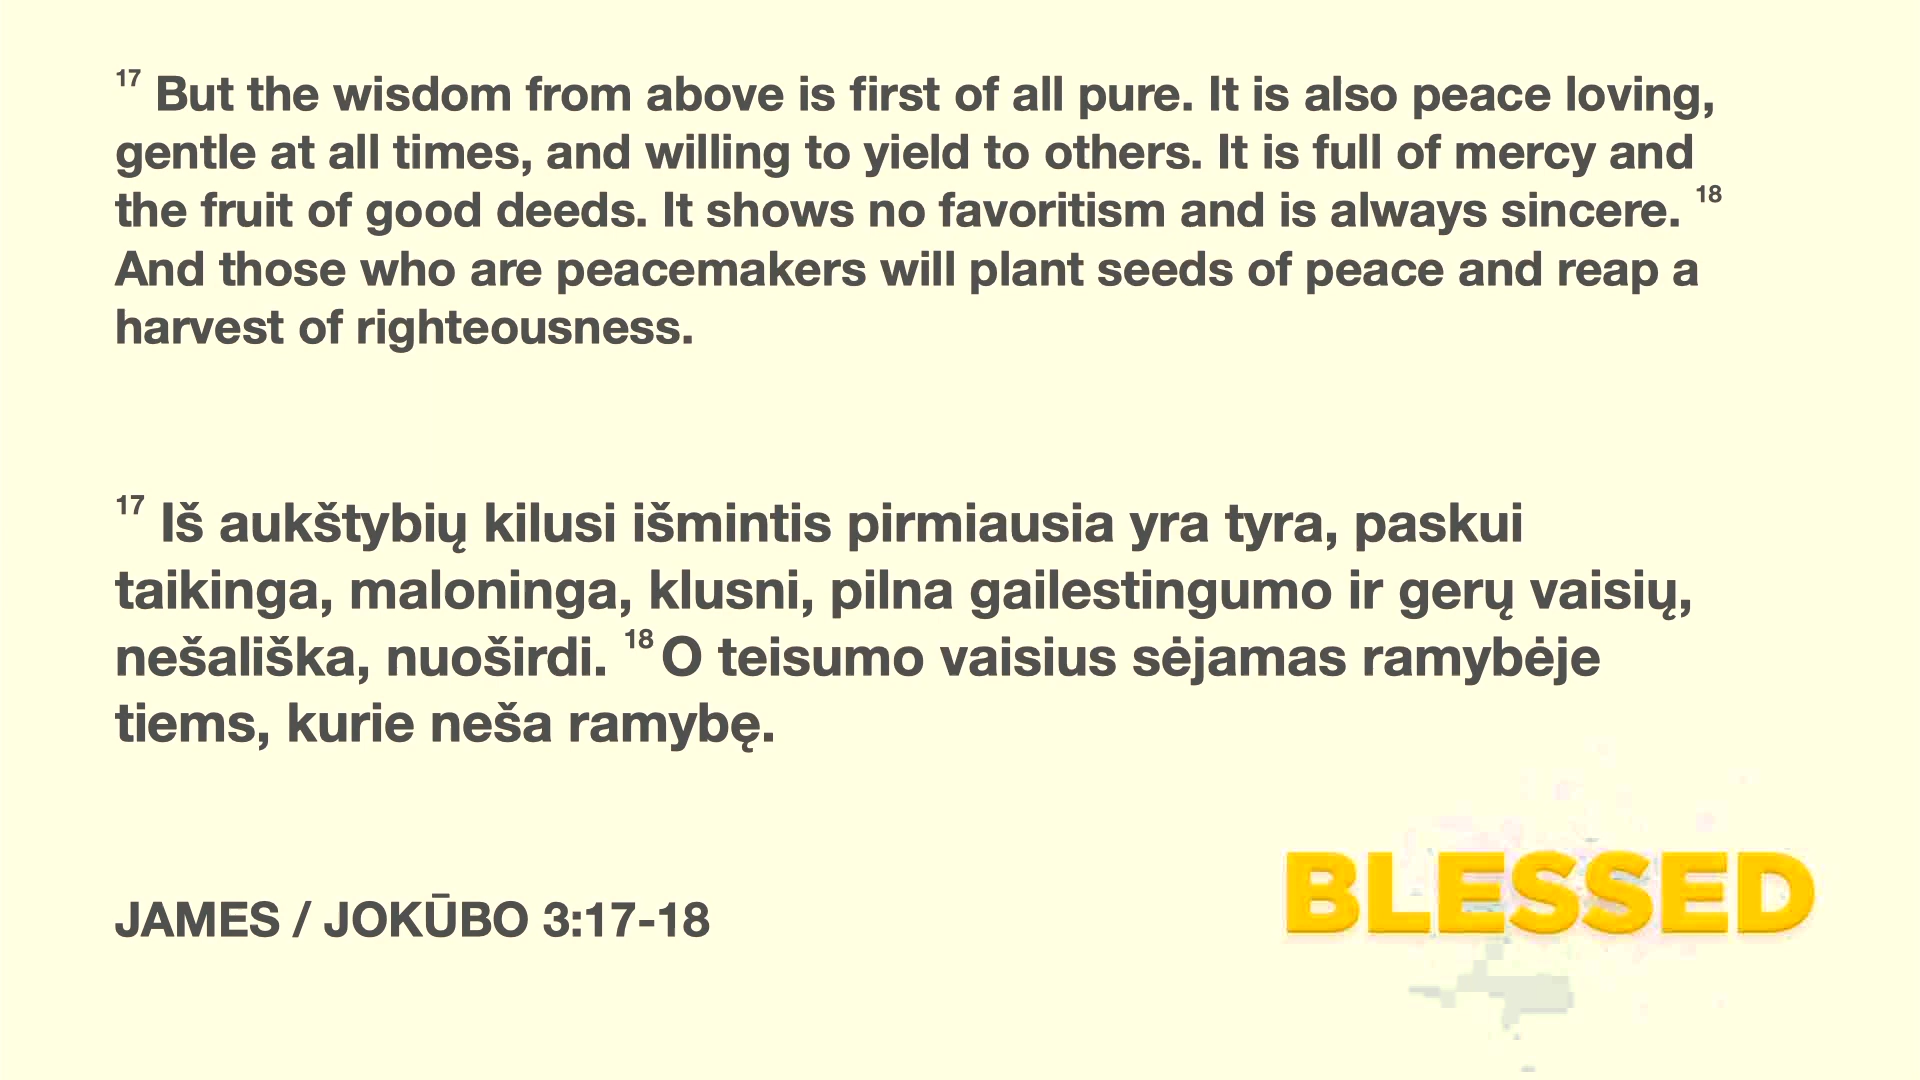 17 But the wisdom from above is first of all pure. It is also peace loving,
gentle at all times, and willing to yield to others. It is full of mercy and
the fruit of good deeds. It shows no favoritism and is always sincere. 18
And those who are peacemakers will plant seeds of peace and reap a
harvest of righteousness.
17 Iš aukštybių kilusi išmintis pirmiausia yra tyra, paskui
taikinga, maloninga, klusni, pilna gailestingumo ir gerų vaisių,
nešališka, nuoširdi. 18 O teisumo vaisius sėjamas ramybėje
tiems, kurie neša ramybę.
JAMES / JOKŪBO 3:17-18
BLESSED